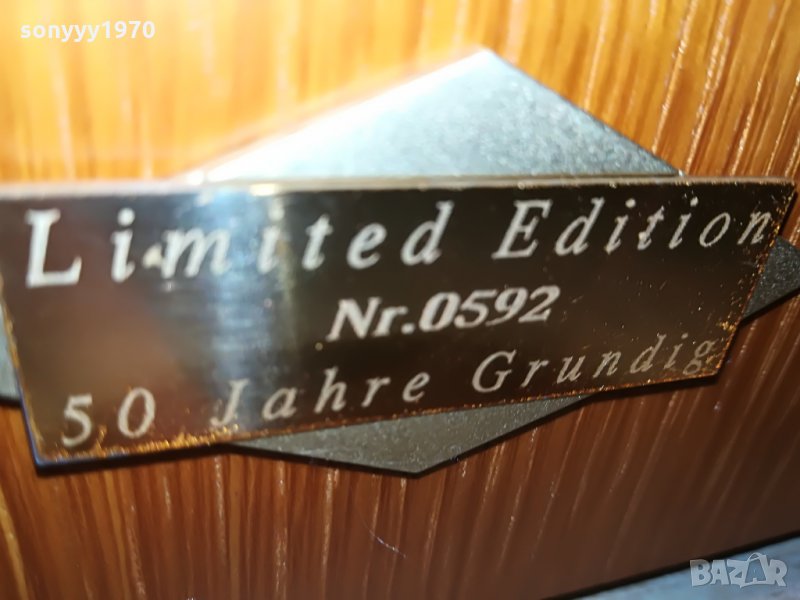 sonyyy1970
Limited Edition
Nr.0592
50 Jahre Grundig
BAZAR